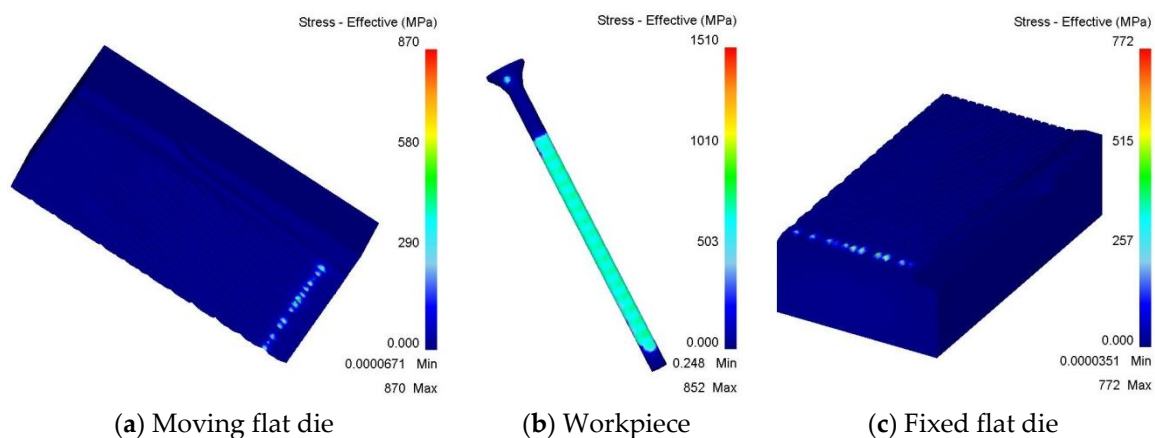 Stress - Effective (MPa)
870
580
290
0.000
0.0000671 Min
870 Max
(a) Moving flat die
Stress - Effective (MPa)
1510
1010
503
0.000
0.248 Min
852 Max
(b) Workpiece
Stress - Effective (MPa)
772
515
257
0.000
0.0000351 Min
772 Max
(c) Fixed flat die